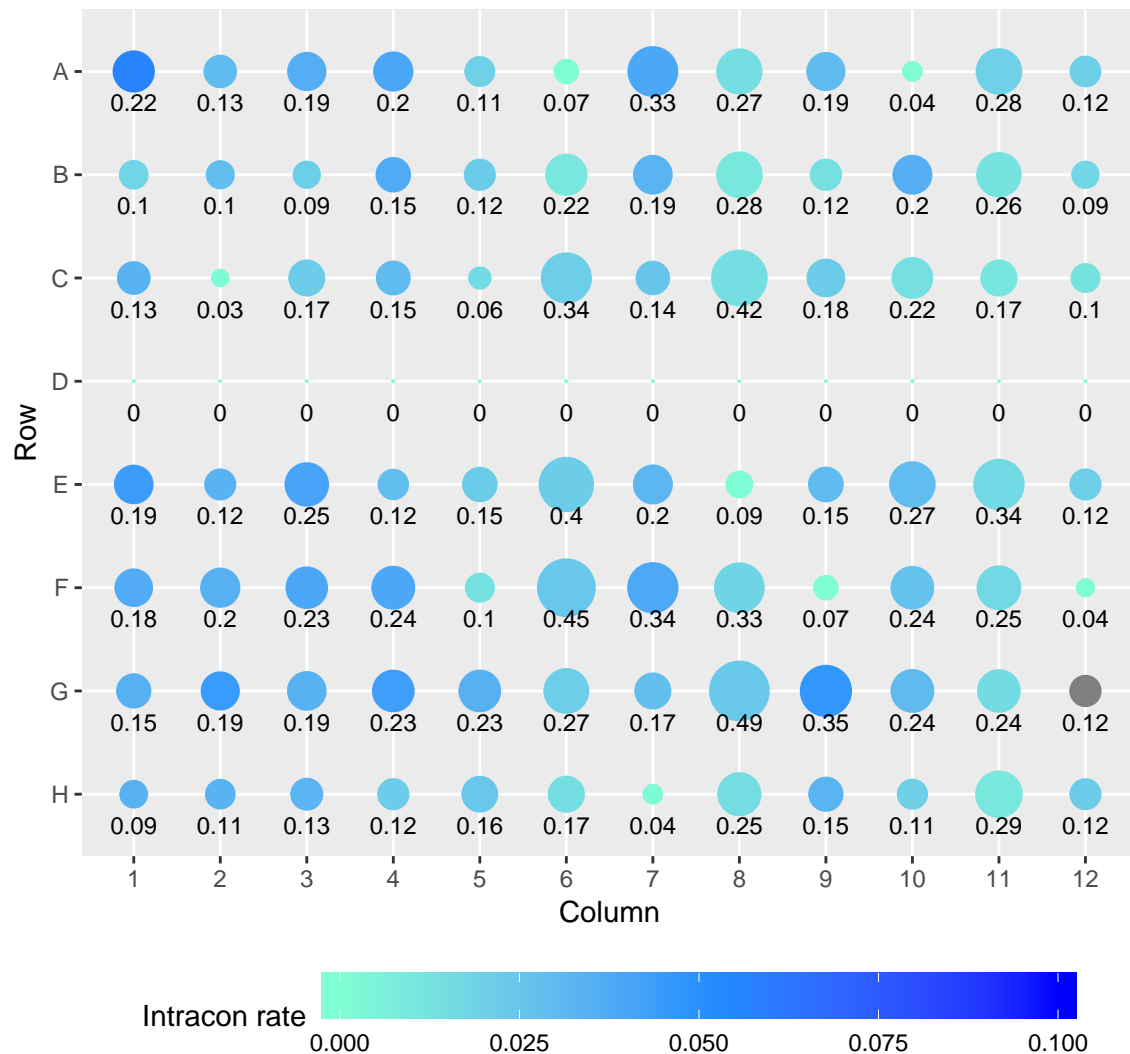 A
0.22 0.13 0.19 0.2 0.11 0.07 0.33 0.27 0.19 0.04 0.28 0.12
B
0.1 0.1 0.09 0.15 0.12 0.22 0.19 0.28 0.12 0.2 0.26 0.09
C
0.13 0.03 0.17 0.15 0.06 0.34 0.14 0.42 0.18 0.22 0.17 0.1
D
0 0 0 0 0 0 0 0 0 0 0 0
Row
E
0.19 0.12 0.25 0.12 0.15 0.4 0.2 0.09 0.15 0.27 0.34 0.12
F
0.18 0.2 0.23 0.24 0.1 0.45 0.34 0.33 0.07 0.24 0.25 0.04
G
0.15 0.19 0.19 0.23 0.23 0.27 0.17 0.49 0.35 0.24 0.24 0.12
H
0.09 0.11 0.13 0.12 0.16 0.17 0.04 0.25 0.15 0.11 0.29 0.12
1 2 3 4 5 6 7 8 9 10 11 12
Column
Intracon rate
0.000 0.025 0.050 0.075 0.100